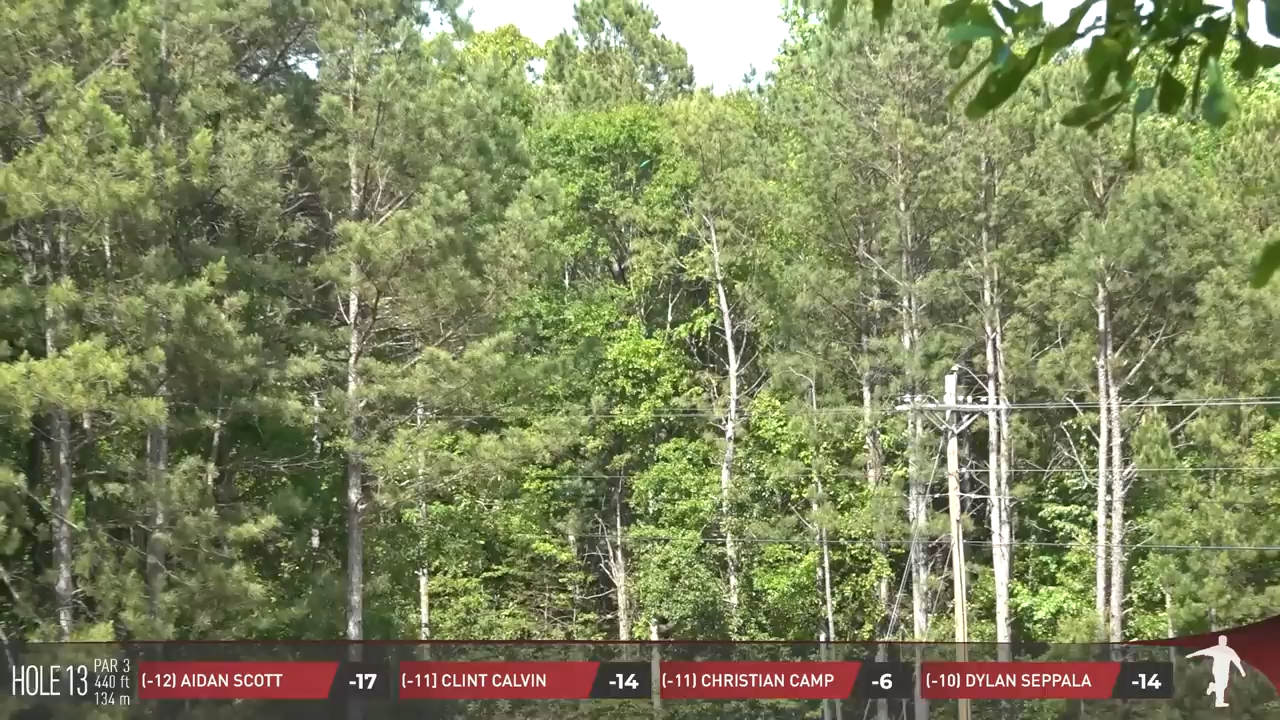 HOLE 13
PAR 3
440 ft
134 m
(-12) AIDAN SCOTT -17
(-11] CLINT CALVIN -14
(-11) CHRISTIAN CAMP -6
(-10) DYLAN SEPPALA -14